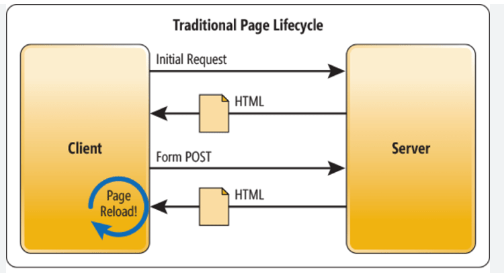 Traditional Page Lifecycle
Initial Request
HTML
Client
Server
Form POST
HTML
Page
Reload!